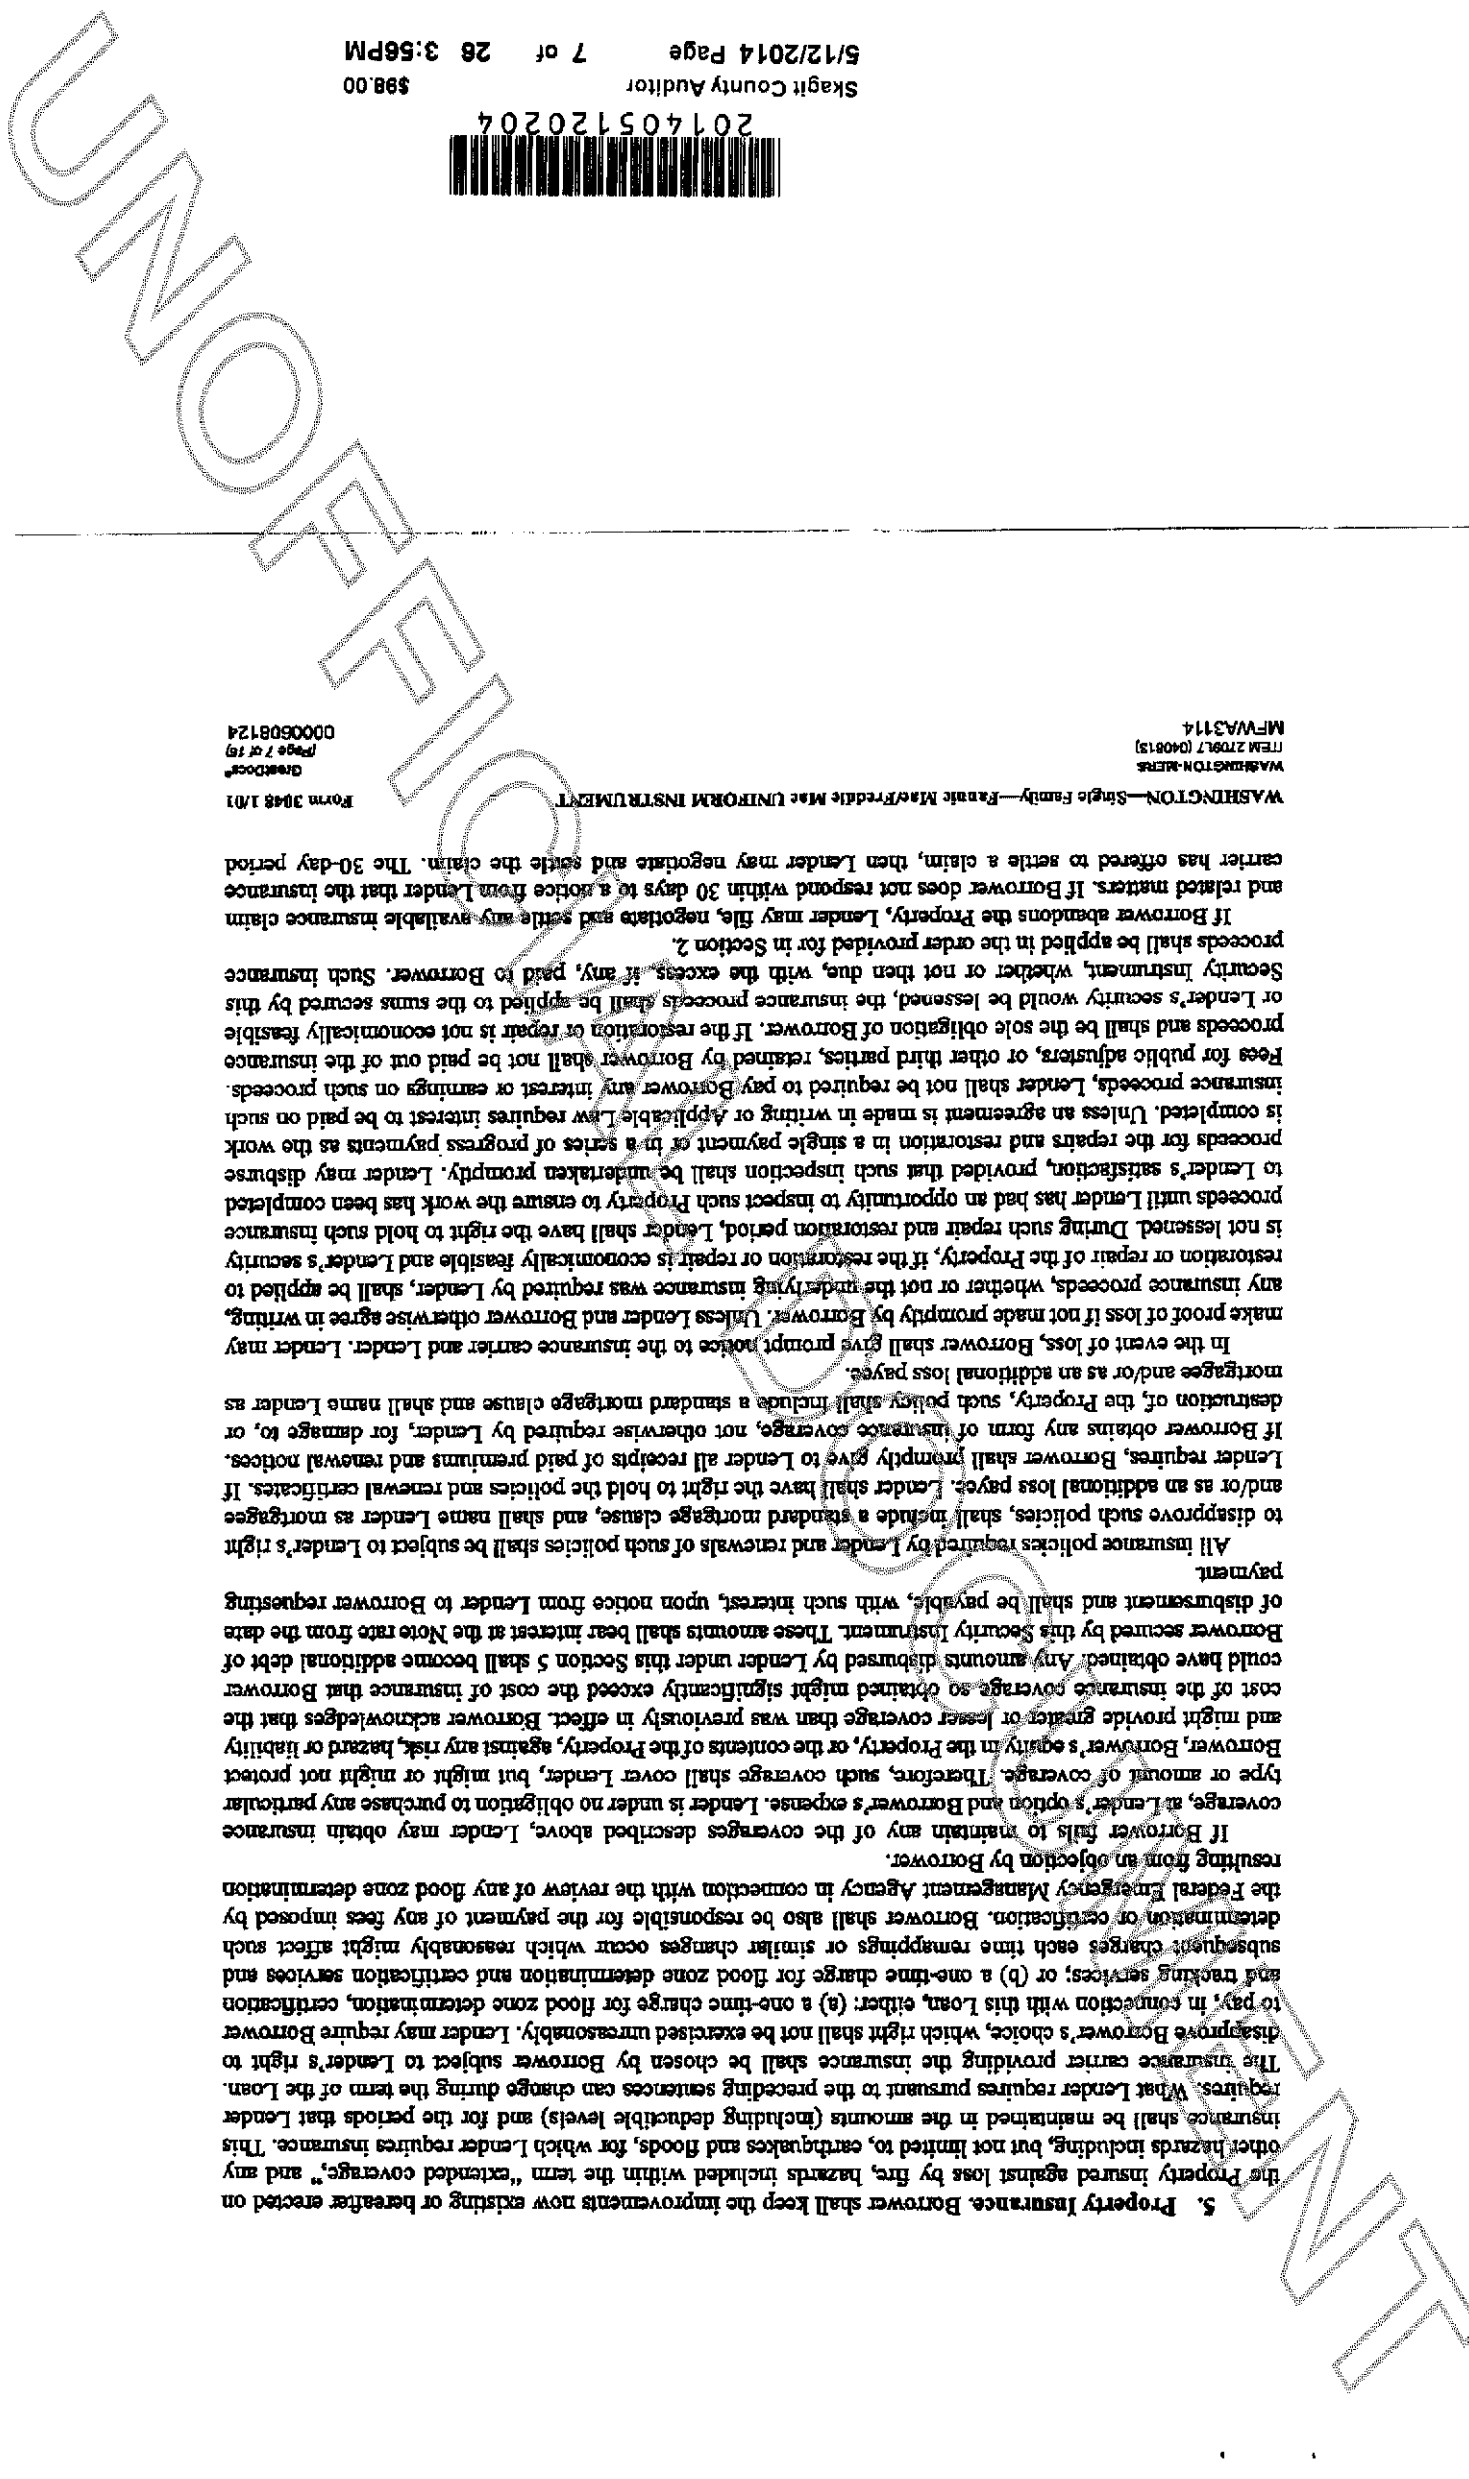 5. Property Insurance. Borrower shall keep the improvements now existing or hereafter erected on
the Property insured against loss by fire, hazards included within the term “extended coverage,” and any
other hazards including, but not limited to, earthquakes and floods, for which Lender requires insurance. This
insurance shall be maintained in the amounts (including deductible levels) and for the periods that Lender
requires. What Lender requires pursuant to the preceding sentences can change during the term of the Loan.
The insurance carrier providing the insurance shall be chosen by Borrower subject to Lender’s right to
disapprove Borrower’s choice, which right shall not be exercised unreasonably. Lender may require Borrower
to pay, in connection with this Loan, either: (a) a one-time charge for flood zone determination, certification
and tracking services; or (b) a one-time charge for flood zone determination and certification services and
subsequent charges each time remappings or similar changes occur which reasonably might affect such
determination or certification. Borrower shall also be responsible for the payment of any fees imposed by
the Federal Emergency Management Agency in connection with the review of any flood zone determination
resulting from an objection by Borrower.
If Borrower fails to maintain any of the coverages described above, Lender may obtain insurance
coverage, at Lender’s option and Borrower’s expense. Lender is under no obligation to purchase any particular
type or amount of coverage. Therefore, such coverage shall cover Lender, but might or might not protect
Borrower, Borrower’s equity in the Property, or the contents of the Property, against any risk, hazard or liability
and might provide greater or lesser coverage than was previously in effect. Borrower acknowledges that the
cost of the insurance coverage so obtained might significantly exceed the cost of insurance that Borrower
could have obtained. Any amounts disbursed by Lender under this Section 5 shall become additional debt of
Borrower secured by this Security Instrument. These amounts shall bear interest at the Note rate from the date
of disbursement and shall be payable, with such interest, upon notice from Lender to Borrower requesting
payment.
All insurance policies required by Lender and renewals of such policies shall be subject to Lender’s right
to disapprove such policies, shall include a standard mortgage clause, and shall name Lender as mortgagee
and/or as an additional loss payee. Lender shall have the right to hold the policies and renewal certificates. If
Lender requires, Borrower shall promptly give to Lender all receipts of paid premiums and renewal notices.
If Borrower obtains any form of insurance coverage, not otherwise required by Lender, for damage to, or
destruction of, the Property, such policy shall include a standard mortgage clause and shall name Lender as
mortgagee and/or as an additional loss payee.
In the event of loss, Borrower shall give prompt notice to the insurance carrier and Lender. Lender may
make proof of loss if not made promptly by Borrower. Unless Lender and Borrower otherwise agree in writing,
any insurance proceeds, whether or not the underlying insurance was required by Lender, shall be applied to
restoration or repair of the Property, if the restoration or repair is economically feasible and Lender’s security
is not lessened. During such repair and restoration period, Lender shall have the right to hold such insurance
proceeds until Lender has had an opportunity to inspect such Property to ensure the work has been completed
to Lender’s satisfaction, provided that such inspection shall be undertaken promptly. Lender may disburse
proceeds for the repairs and restoration in a single payment or in a series of progress payments as the work
is completed. Unless an agreement is made in writing or Applicable Law requires interest to be paid on such
insurance proceeds, Lender shall not be required to pay Borrower any interest or earnings on such proceeds.
Fees for public adjusters, or other third parties, retained by Borrower shall not be paid out of the insurance
proceeds and shall be the sole obligation of Borrower. If the restoration or repair is not economically feasible
or Lender’s security would be lessened, the insurance proceeds shall be applied to the sums secured by this
Security Instrument, whether or not then due, with the excess, if any, paid to Borrower. Such insurance
proceeds shall be applied in the order provided for in Section 2.
If Borrower abandons the Property, Lender may file, negotiate and settle any available insurance claim
and related matters. If Borrower does not respond within 30 days to a notice from Lender that the insurance
carrier has offered to settle a claim, then Lender may negotiate and settle the claim. The 30-day period
WASHINGTON—Single Family—Fannie Mae/Freddie Mac UNIFORM INSTRUMENT Form 3048 1/01
WASHINGTON-MERS GreatDocs®
ITEM 2709L7 (040813) (Page 7 of 16)
MFWA3114 0000608124
201405120204
Skagit County Auditor $98.00
5/12/2014 Page 7 of 26 3:56PM
UNOFFICIAL DOCUMENT